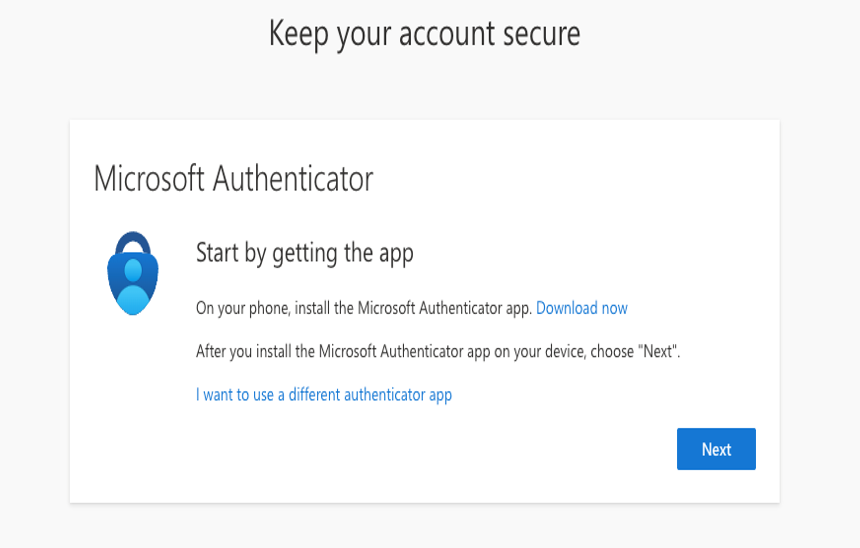 Keep your account secure
Microsoft Authenticator
Start by getting the app
On your phone, install the Microsoft Authenticator app. Download now
After you install the Microsoft Authenticator app on your device, choose "Next".
I want to use a different authenticator app
Next